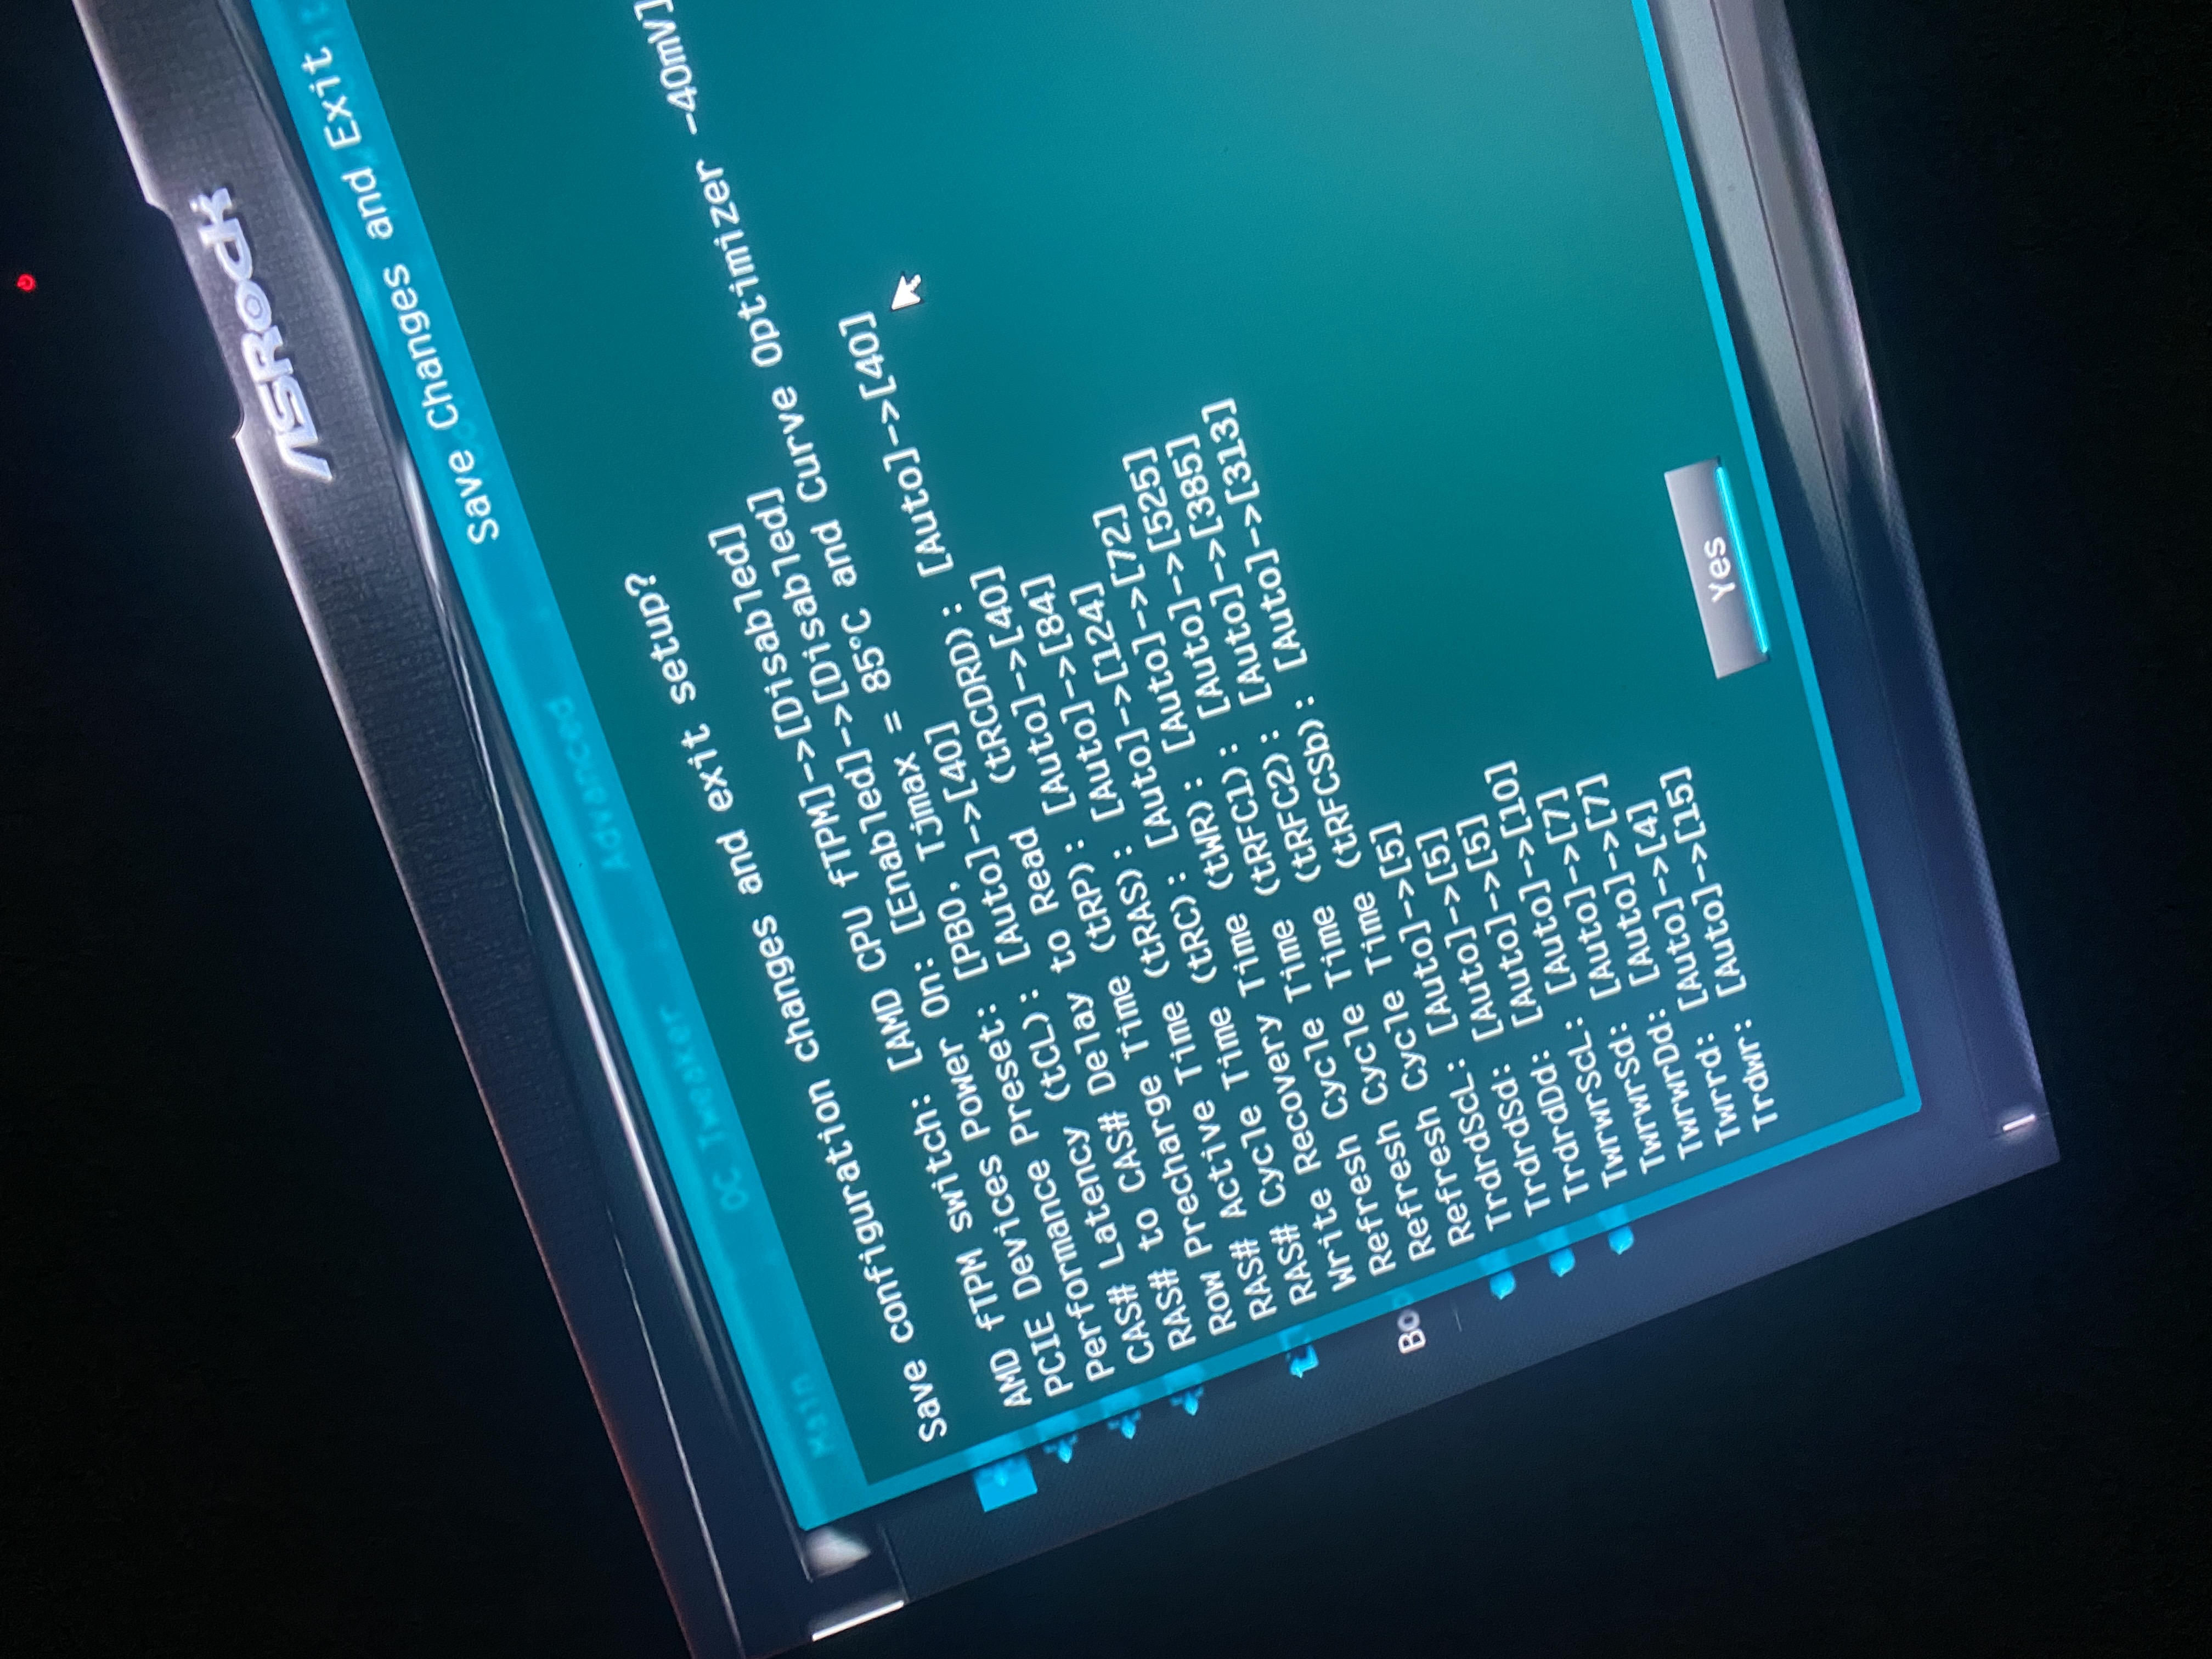 ASRock
Save Changes and Exit
Main
OC Tweaker
Advanced
Save configuration changes and exit setup?
AMD fTPM switch: [AMD CPU fTPM]->[Disabled]
PCIE Devices Power On: [Enabled]->[Disabled]
Performance Preset: [PBO, Tjmax = 85°C and Curve Optimizer -40mV]
CAS# Latency (tCL): [Auto]->[40]
RAS# to CAS# Delay to Read (tRCDRD): [Auto]->[40]
Row Precharge Time (tRP): [Auto]->[40]
RAS# Active Time (tRAS): [Auto]->[84]
RAS# Cycle Time (tRC): [Auto]->[124]
Write Recovery Time (tWR): [Auto]->[72]
Refresh Cycle Time (tRFC1): [Auto]->[525]
Refresh Cycle Time (tRFC2): [Auto]->[385]
Refresh Cycle Time (tRFCSb): [Auto]->[313]
TrdrdScL: [Auto]->[5]
TrdrdSd: [Auto]->[5]
TrdrdDd: [Auto]->[5]
TwrwrScL: [Auto]->[10]
TwrwrSd: [Auto]->[7]
TwrwrDd: [Auto]->[7]
Twrrd: [Auto]->[4]
Trdwr: [Auto]->[15]
Yes